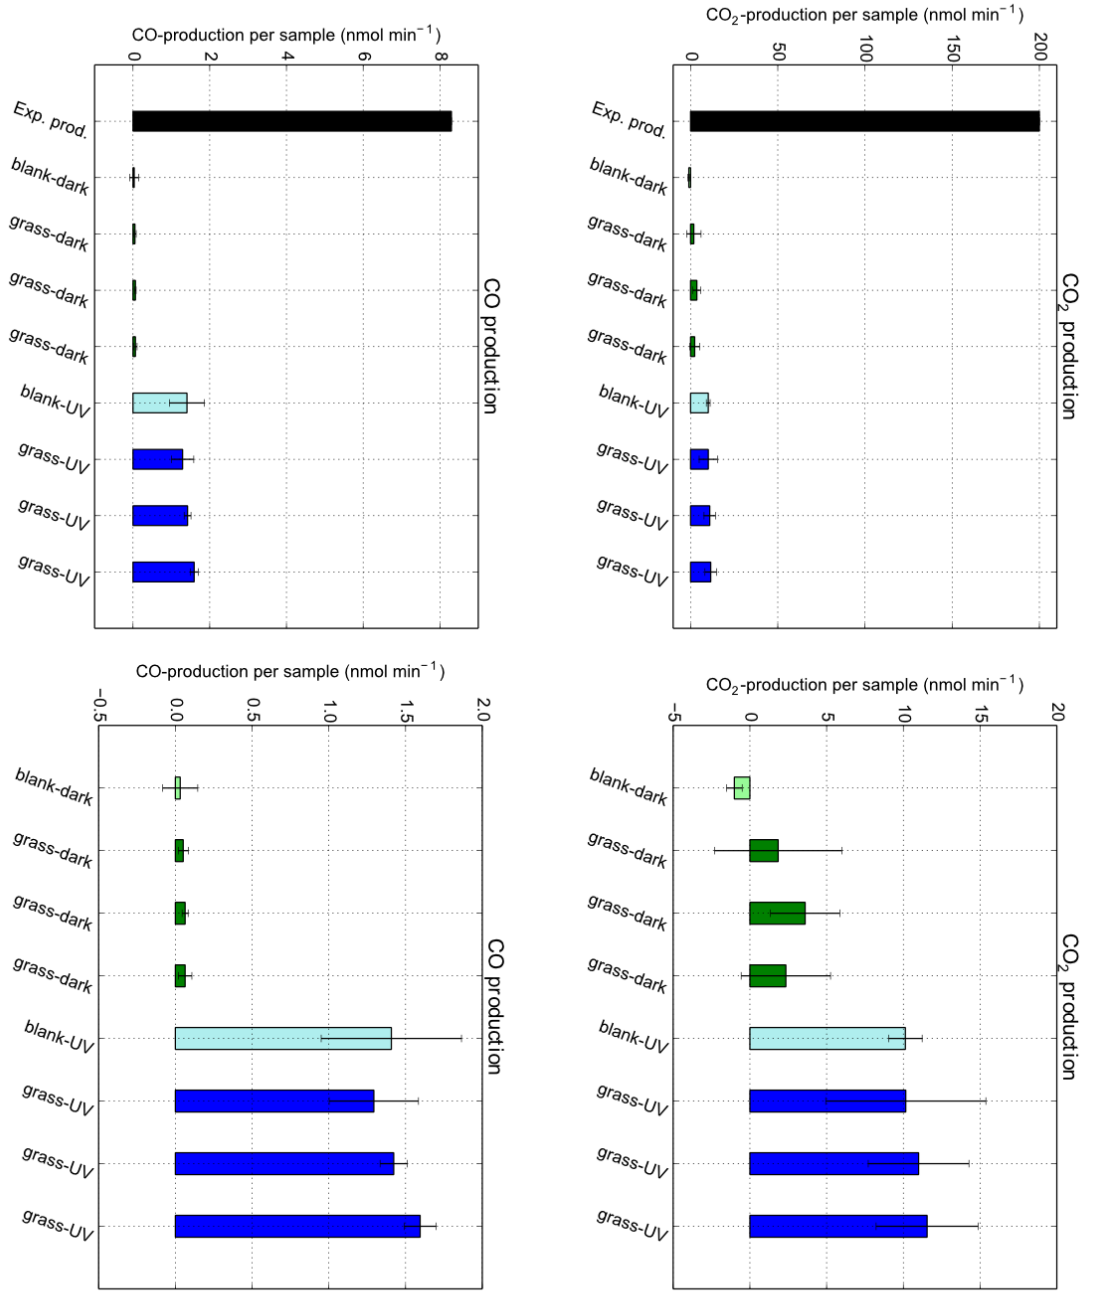 CO₂-production per sample (nmol min⁻¹)
0
50
100
150
200
CO₂ production
Exp. prod.
blank-dark
grass-dark
grass-dark
grass-dark
blank-UV
grass-UV
grass-UV
grass-UV
CO₂-production per sample (nmol min⁻¹)
−5
0
5
10
15
20
CO₂ production
blank-dark
grass-dark
grass-dark
grass-dark
blank-UV
grass-UV
grass-UV
grass-UV
CO-production per sample (nmol min⁻¹)
0
2
4
6
8
CO production
Exp. prod.
blank-dark
grass-dark
grass-dark
grass-dark
blank-UV
grass-UV
grass-UV
grass-UV
CO-production per sample (nmol min⁻¹)
−0.5
0.0
0.5
1.0
1.5
2.0
CO production
blank-dark
grass-dark
grass-dark
grass-dark
blank-UV
grass-UV
grass-UV
grass-UV